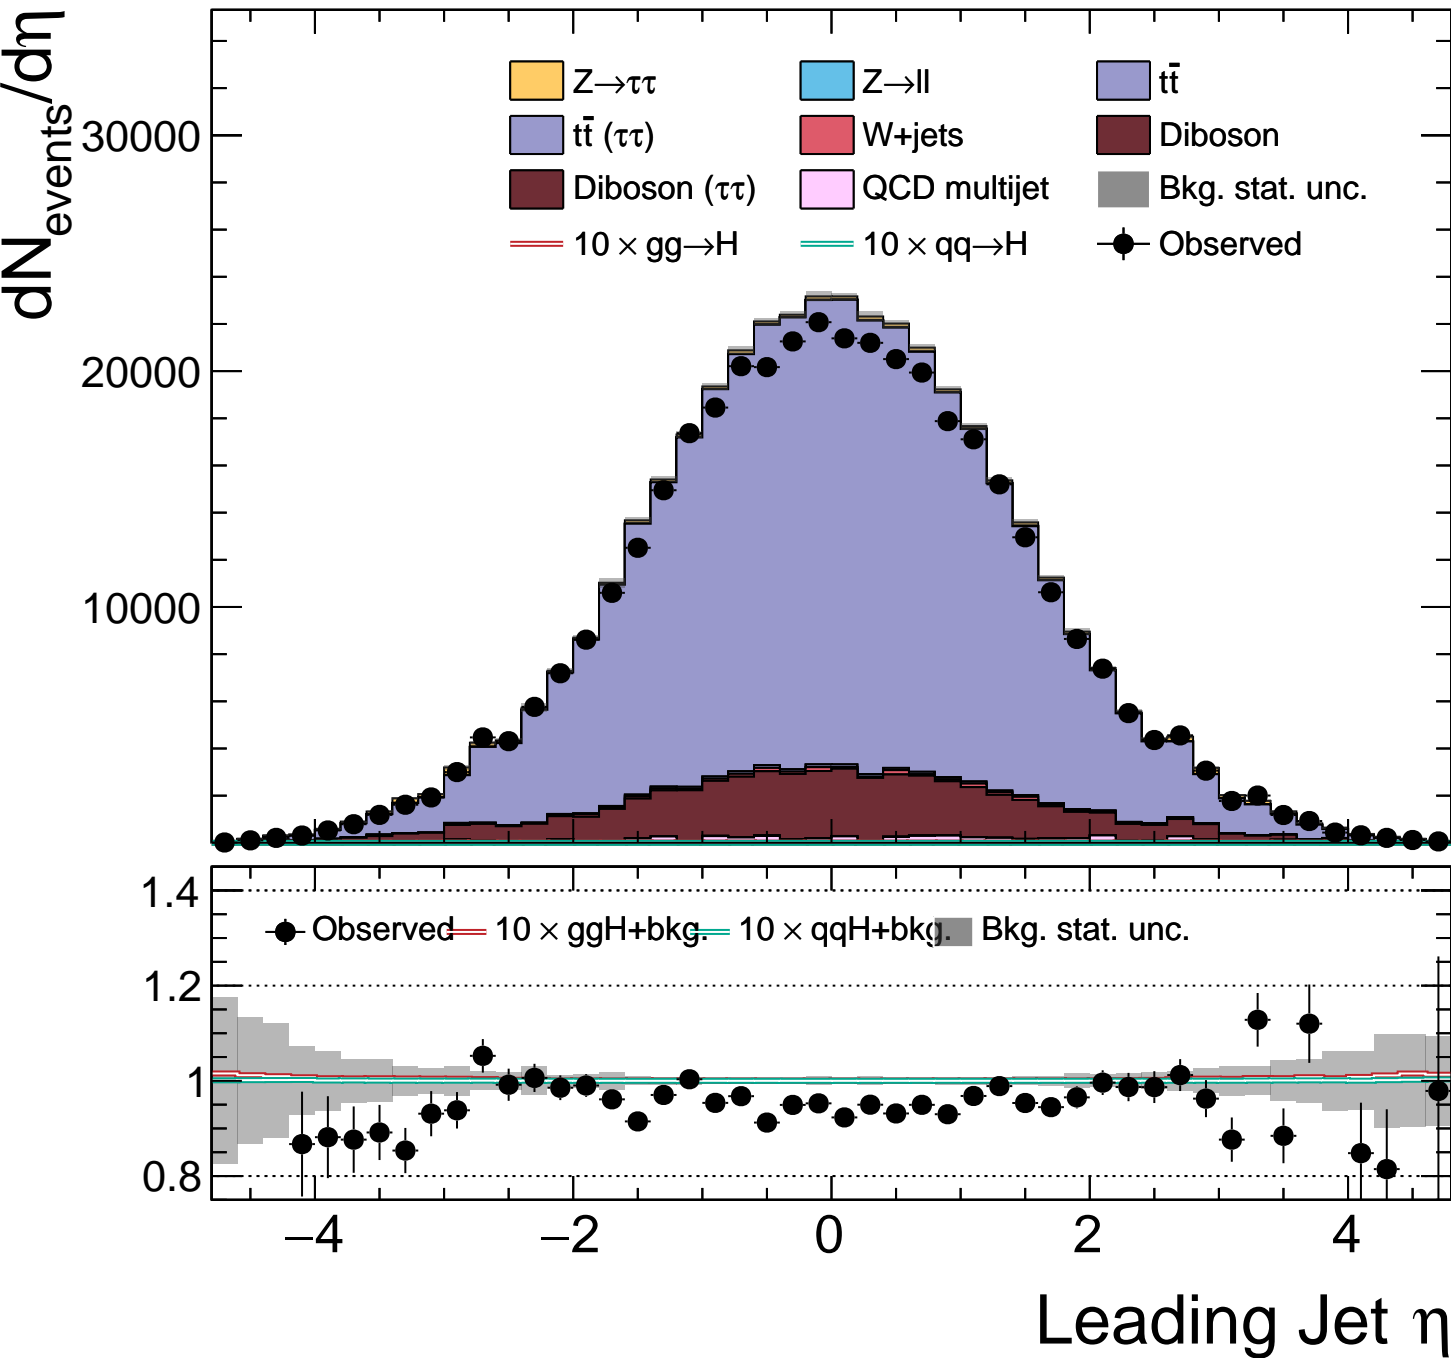 dN_events/dη
30000
20000
10000
Z→ττ Z→ll tt̄
tt̄ (ττ) W+jets Diboson
Diboson (ττ) QCD multijet Bkg. stat. unc.
10 × gg→H 10 × qq→H Observed
1.4
1.2
1
0.8
Observed 10 × ggH+bkg. 10 × qqH+bkg. Bkg. stat. unc.
−4 −2 0 2 4
Leading Jet η